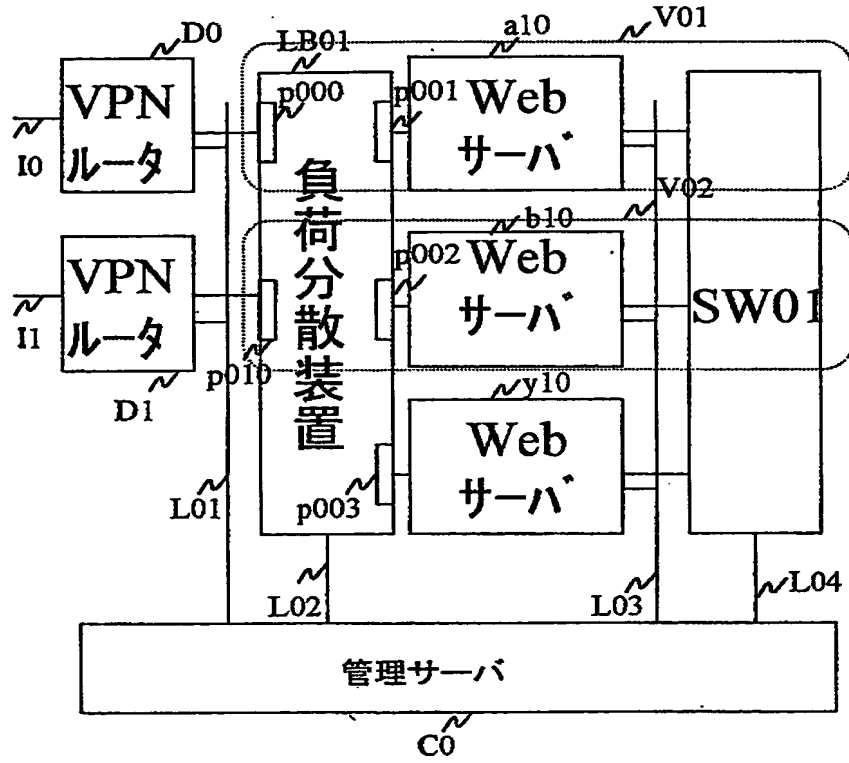 D0
LB01
a10
V01
VPN
ルータ
p000
p001
Web
サーバ
I0
負荷分散装置
V02
b10
VPN
ルータ
p002
Web
サーバ
SW01
I1
p010
D1
y10
Web
サーバ
L01
p003
L02
L03
L04
管理サーバ
C0